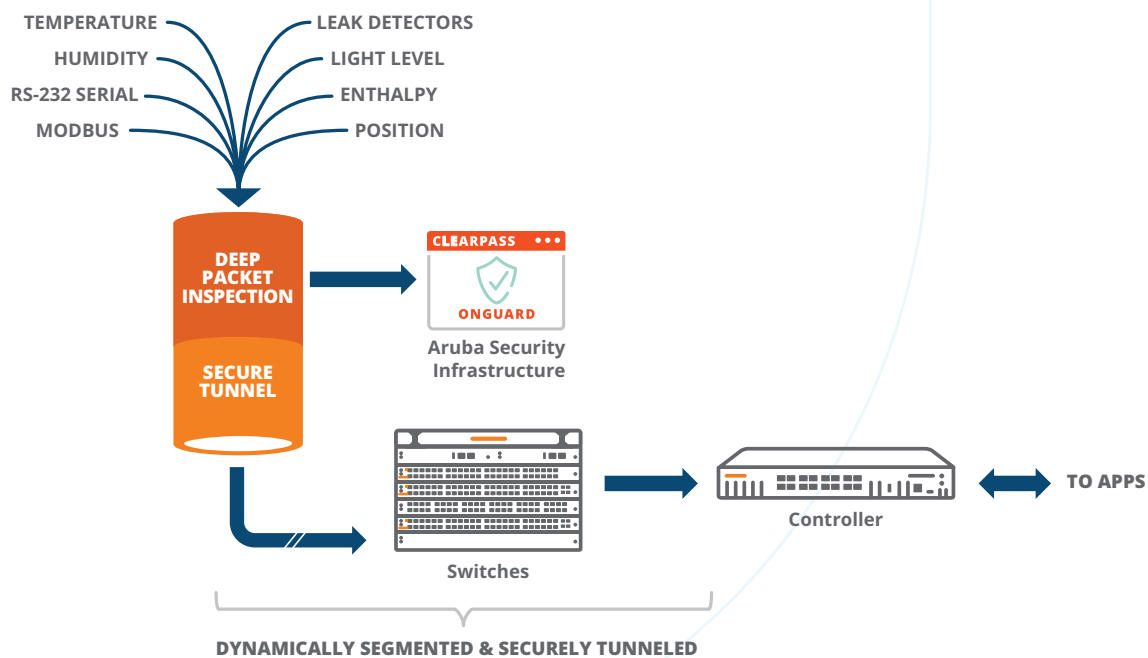 TEMPERATURE
HUMIDITY
RS-232 SERIAL
MODBUS
LEAK DETECTORS
LIGHT LEVEL
ENTHALPY
POSITION
DEEP
PACKET
INSPECTION
SECURE
TUNNEL
CLEARPASS
ONGUARD
Aruba Security
Infrastructure
Switches
Controller
TO APPS
DYNAMICALLY SEGMENTED & SECURELY TUNNELED